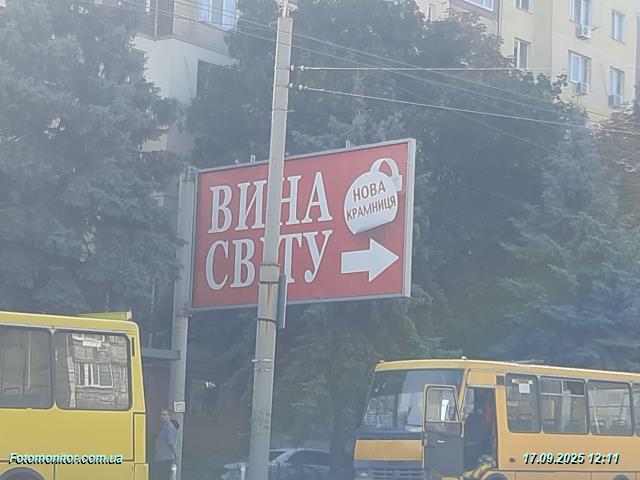 ВИНА
СВІТУ
НОВА
КРАМНИЦЯ
Fotomonitor.com.ua
17.09.2025 12:11